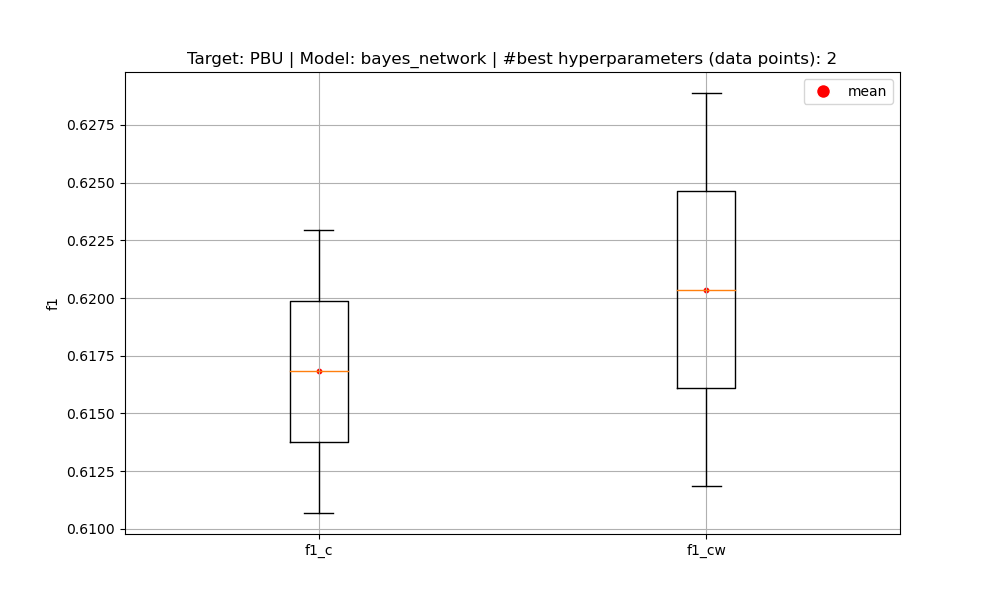 Target: PBU | Model: bayes_network | #best hyperparameters (data points): 2
mean
0.6275
0.6250
0.6225
0.6200
0.6175
0.6150
0.6125
0.6100
f1
f1_c
f1_cw